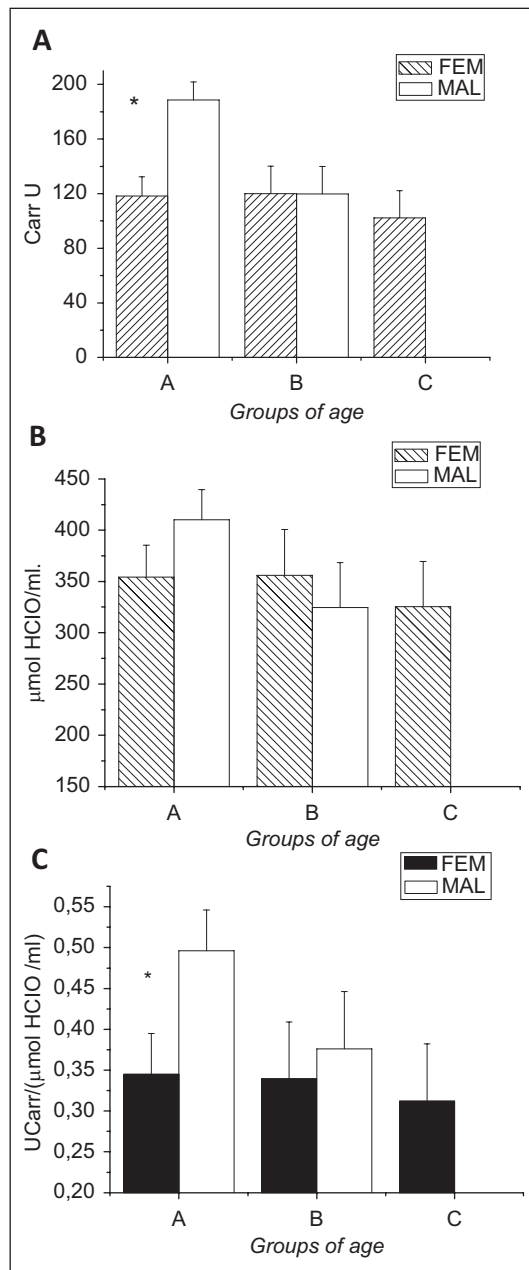 A
FEM
MAL
200
160
120
80
40
0
Carr U
*
A B C
Groups of age
B
FEM
MAL
450
400
350
300
250
200
150
μmol HClO/ml.
A B C
Groups of age
C
FEM
MAL
0,55
0,50
0,45
0,40
0,35
0,30
0,25
0,20
UCarr/(μmol HClO /ml)
*
A B C
Groups of age